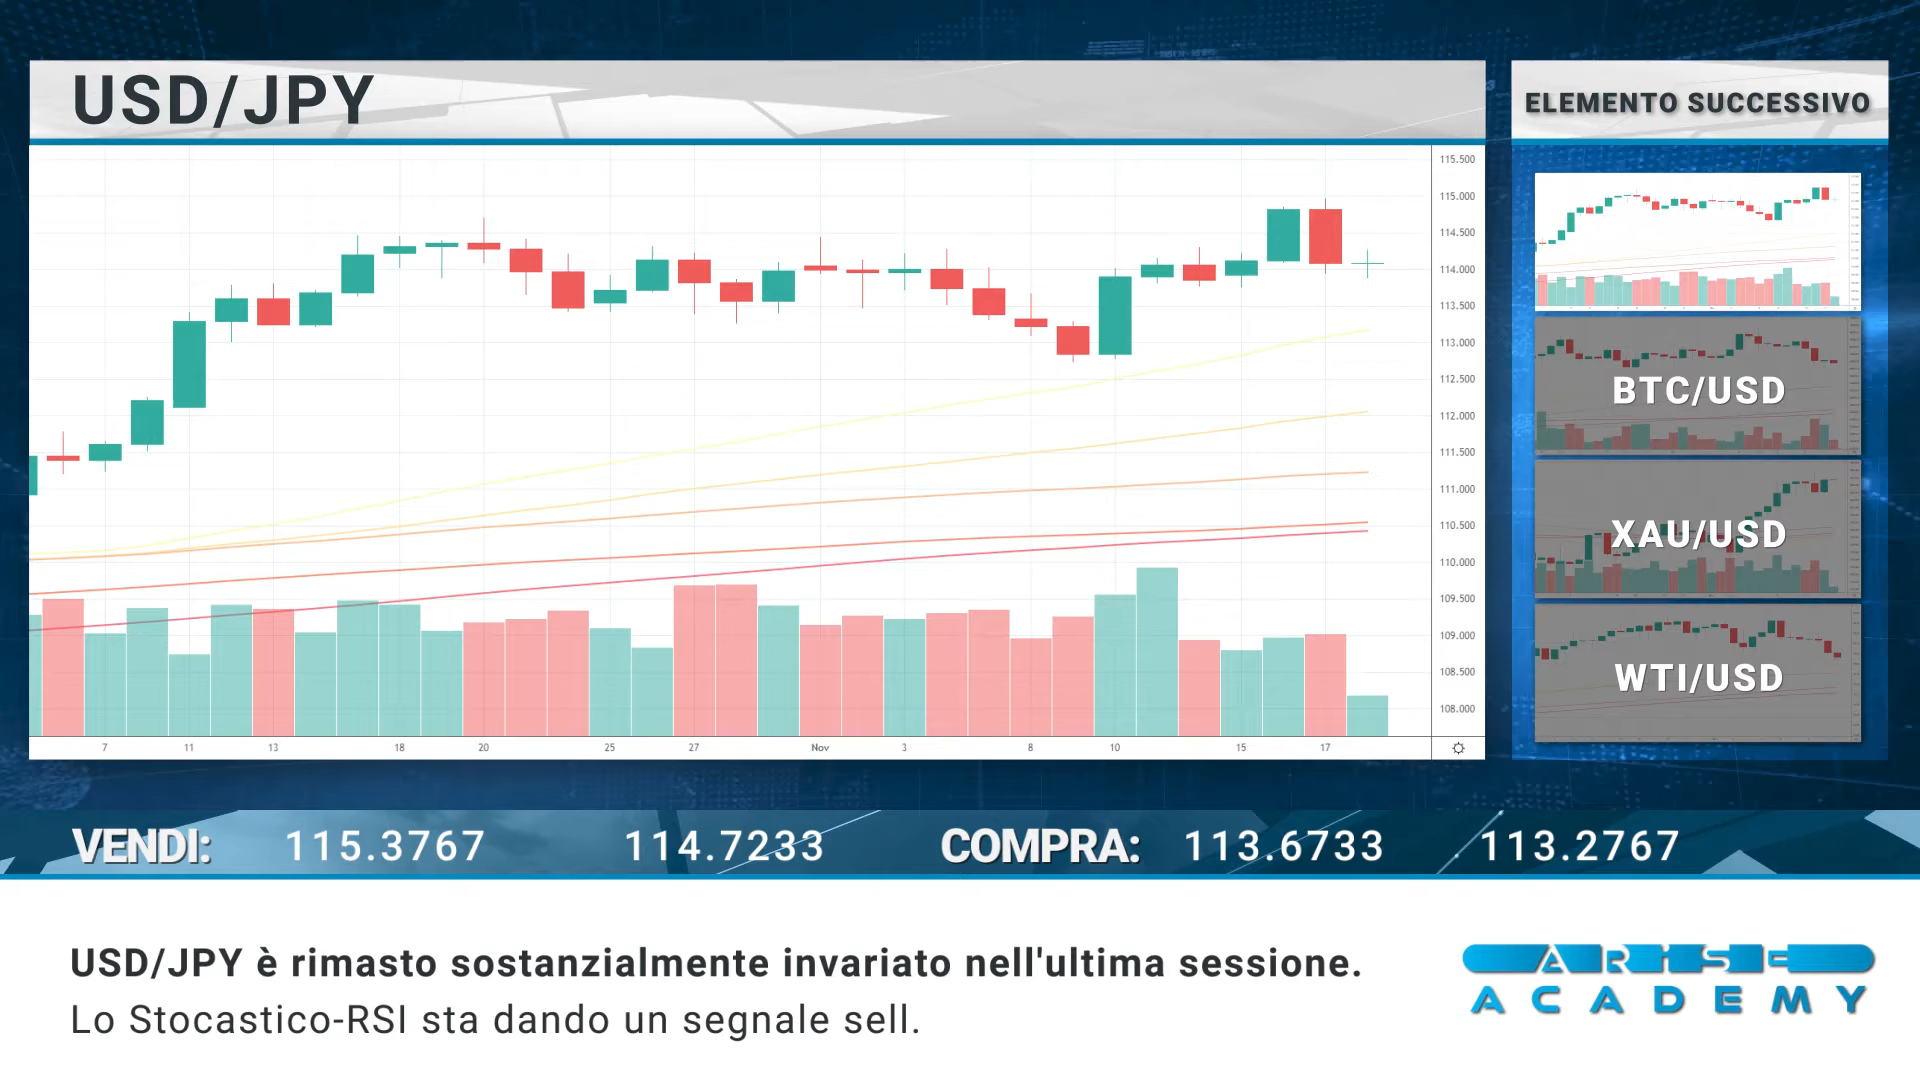 USD/JPY
ELEMENTO SUCCESSIVO
115.500
115.000
114.500
114.000
113.500
113.000
112.500
112.000
111.500
111.000
110.500
110.000
109.500
109.000
108.500
108.000
7 11 13 18 20 25 27 Nov 3 8 10 15 17
BTC/USD
XAU/USD
WTI/USD
VENDI: 115.3767 114.7233 COMPRA: 113.6733 113.2767
USD/JPY è rimasto sostanzialmente invariato nell'ultima sessione.
Lo Stocastico-RSI sta dando un segnale sell.
ARISE
ACADEMY